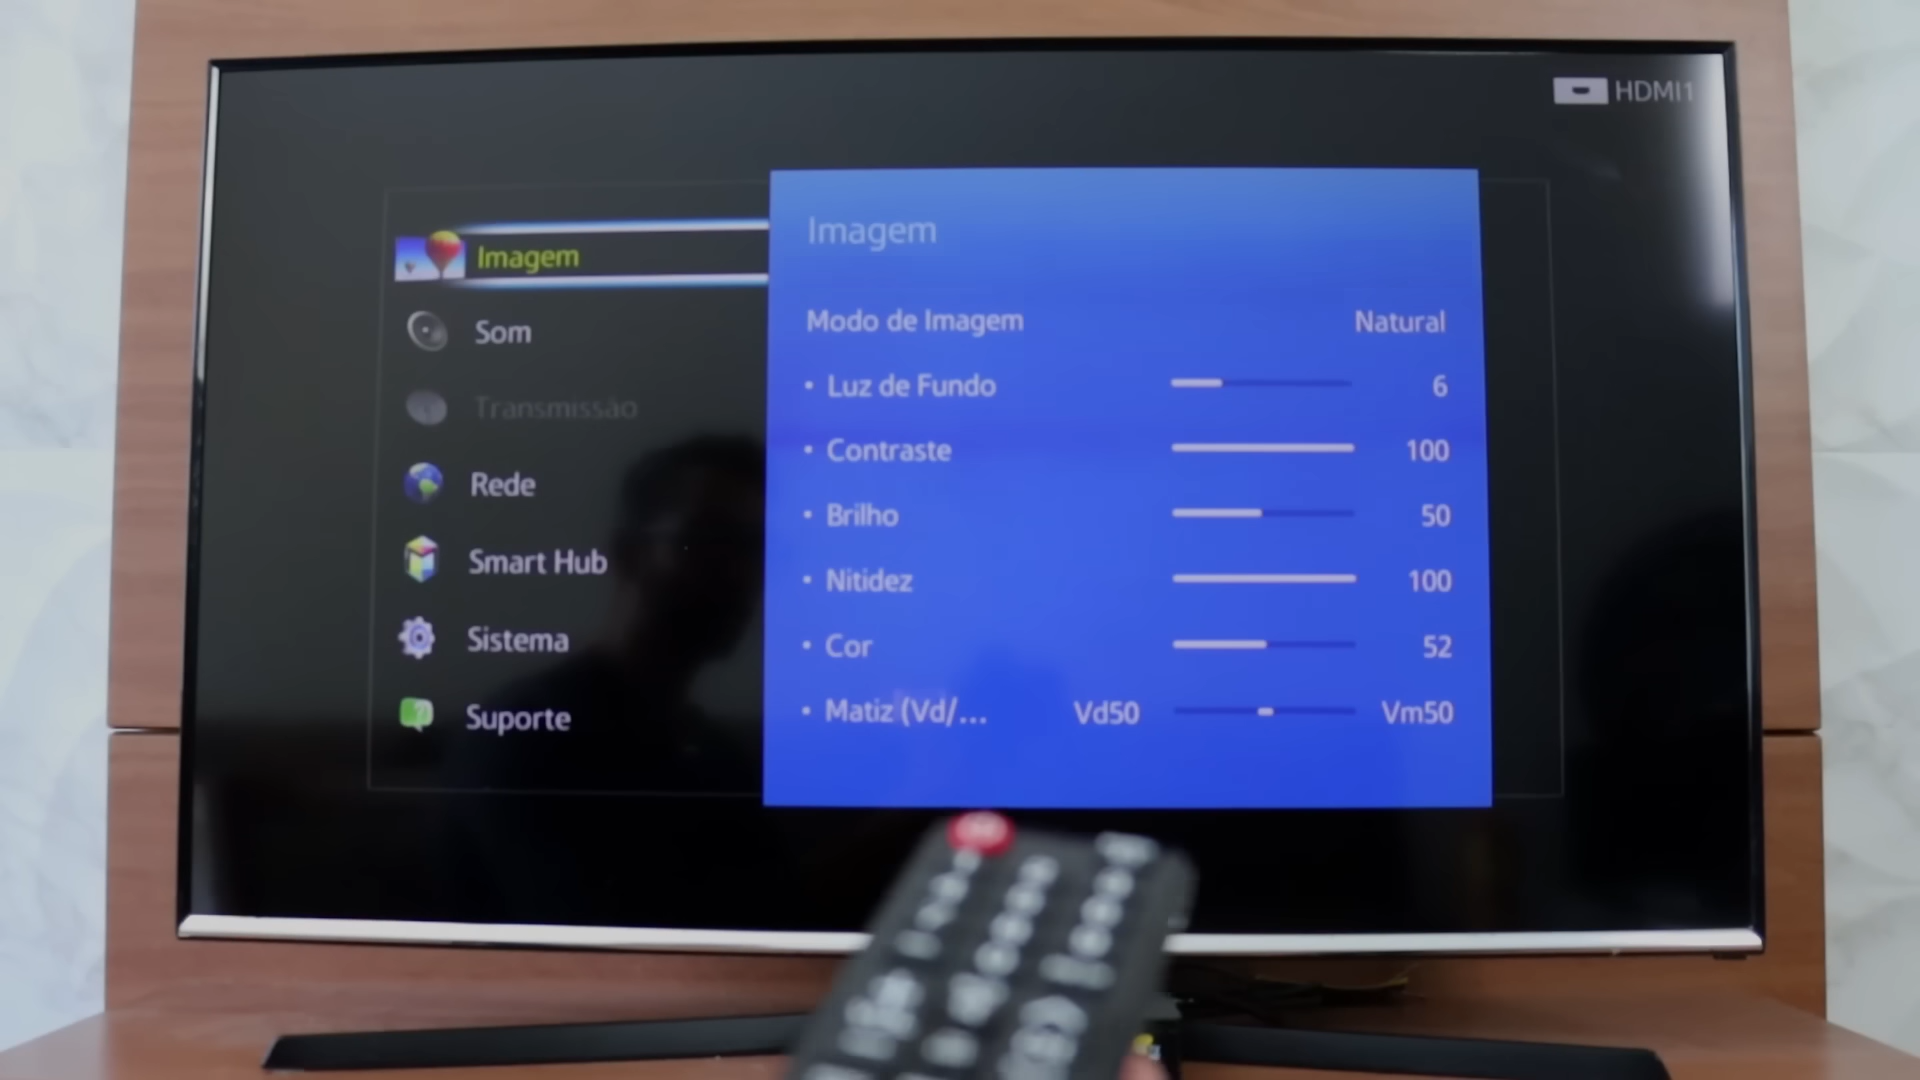 HDMI1
Imagem
Som
Transmissão
Rede
Smart Hub
Sistema
Suporte
Imagem
Modo de Imagem Natural
· Luz de Fundo 6
· Contraste 100
· Brilho 50
· Nitidez 100
· Cor 52
· Matiz (Vd/... Vd50 Vm50